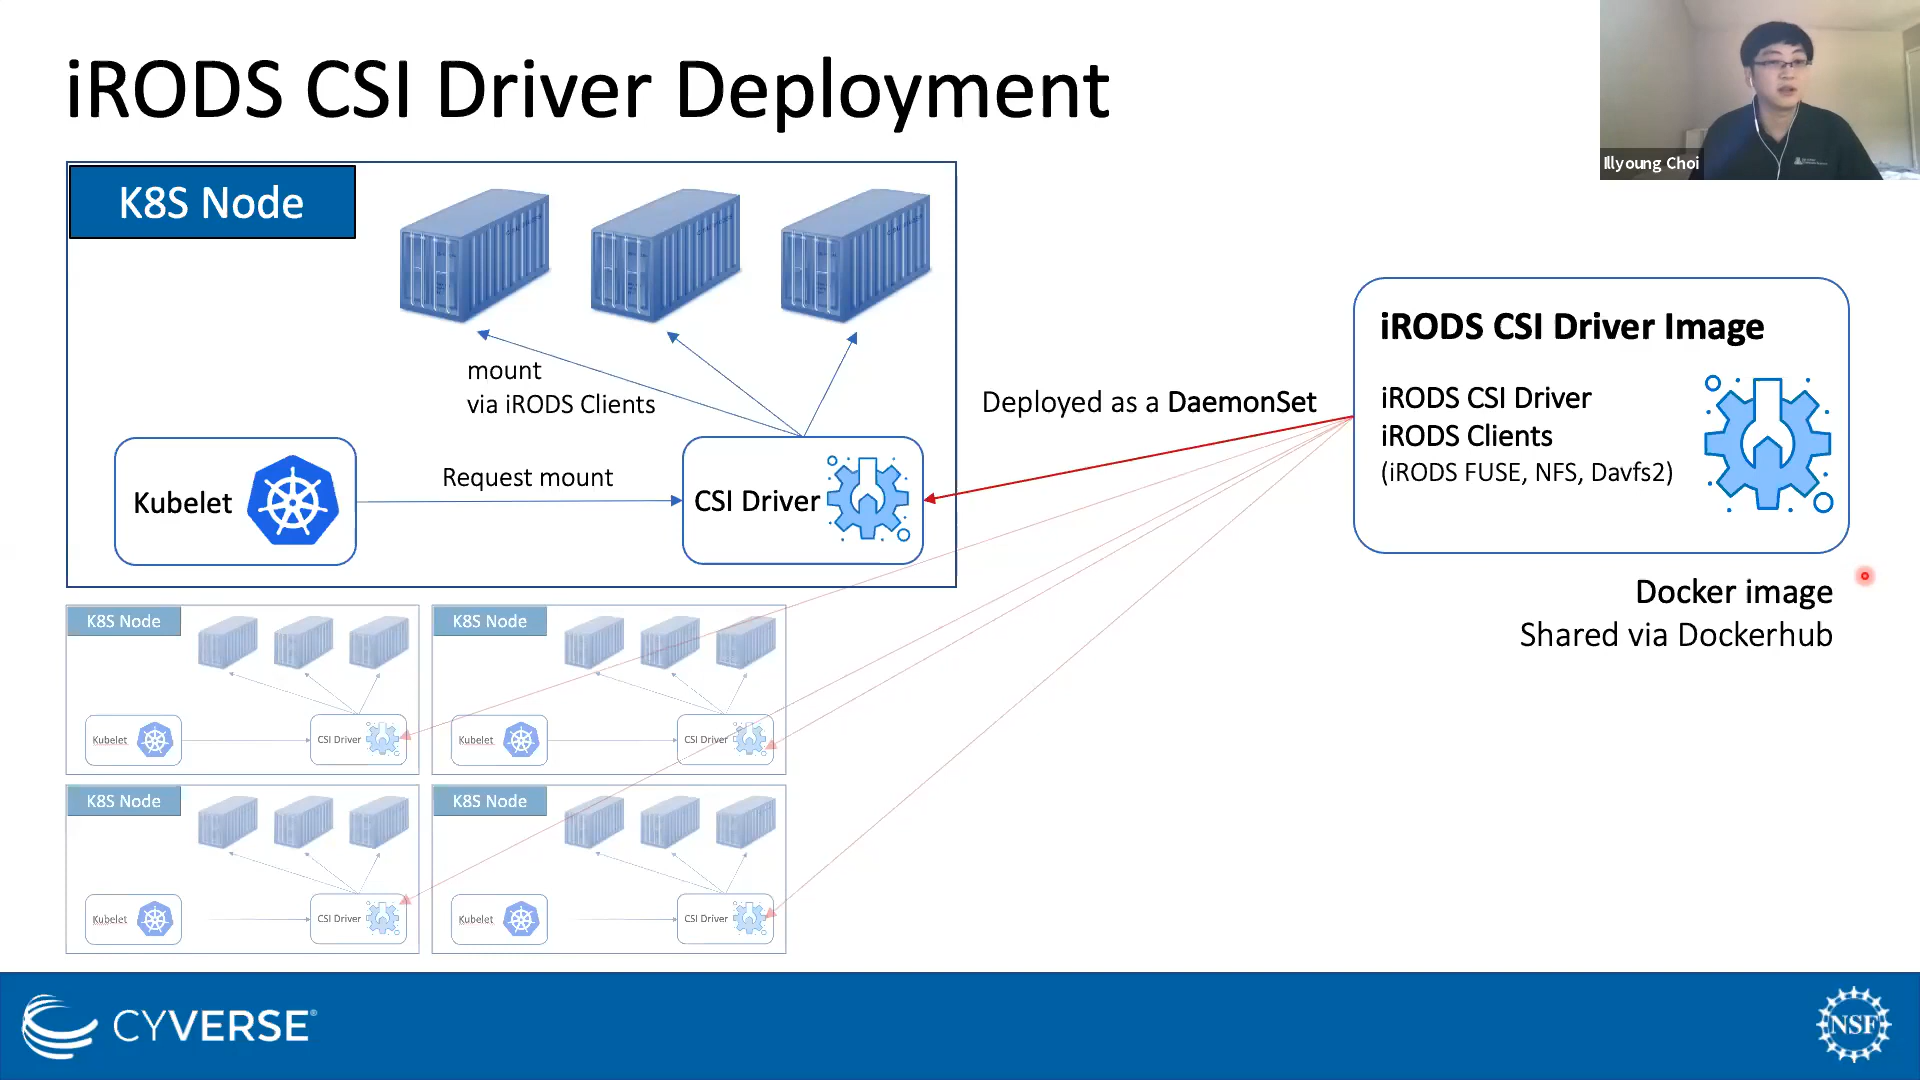 iRODS CSI Driver Deployment
Illyoung Choi
K8S Node
mount
via iRODS Clients
Kubelet
Request mount
CSI Driver
Deployed as a DaemonSet
iRODS CSI Driver Image
iRODS CSI Driver
iRODS Clients
(iRODS FUSE, NFS, Davfs2)
Docker image
Shared via Dockerhub
K8S Node
Kubelet
CSI Driver
K8S Node
Kubelet
CSI Driver
K8S Node
Kubelet
CSI Driver
K8S Node
Kubelet
CSI Driver
CYVERSE®
NSF